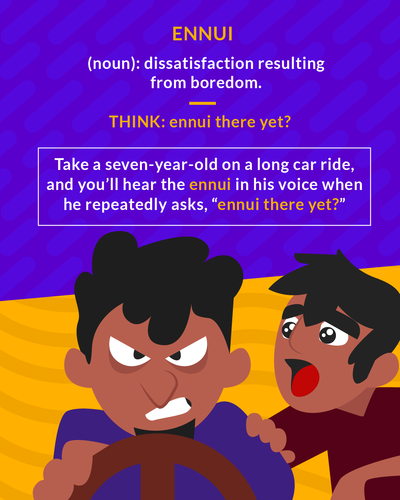 ENNUI
(noun): dissatisfaction resulting
from boredom.
THINK: ennui there yet?
Take a seven-year-old on a long car ride,
and you'll hear the ennui in his voice when
he repeatedly asks, “ennui there yet?”